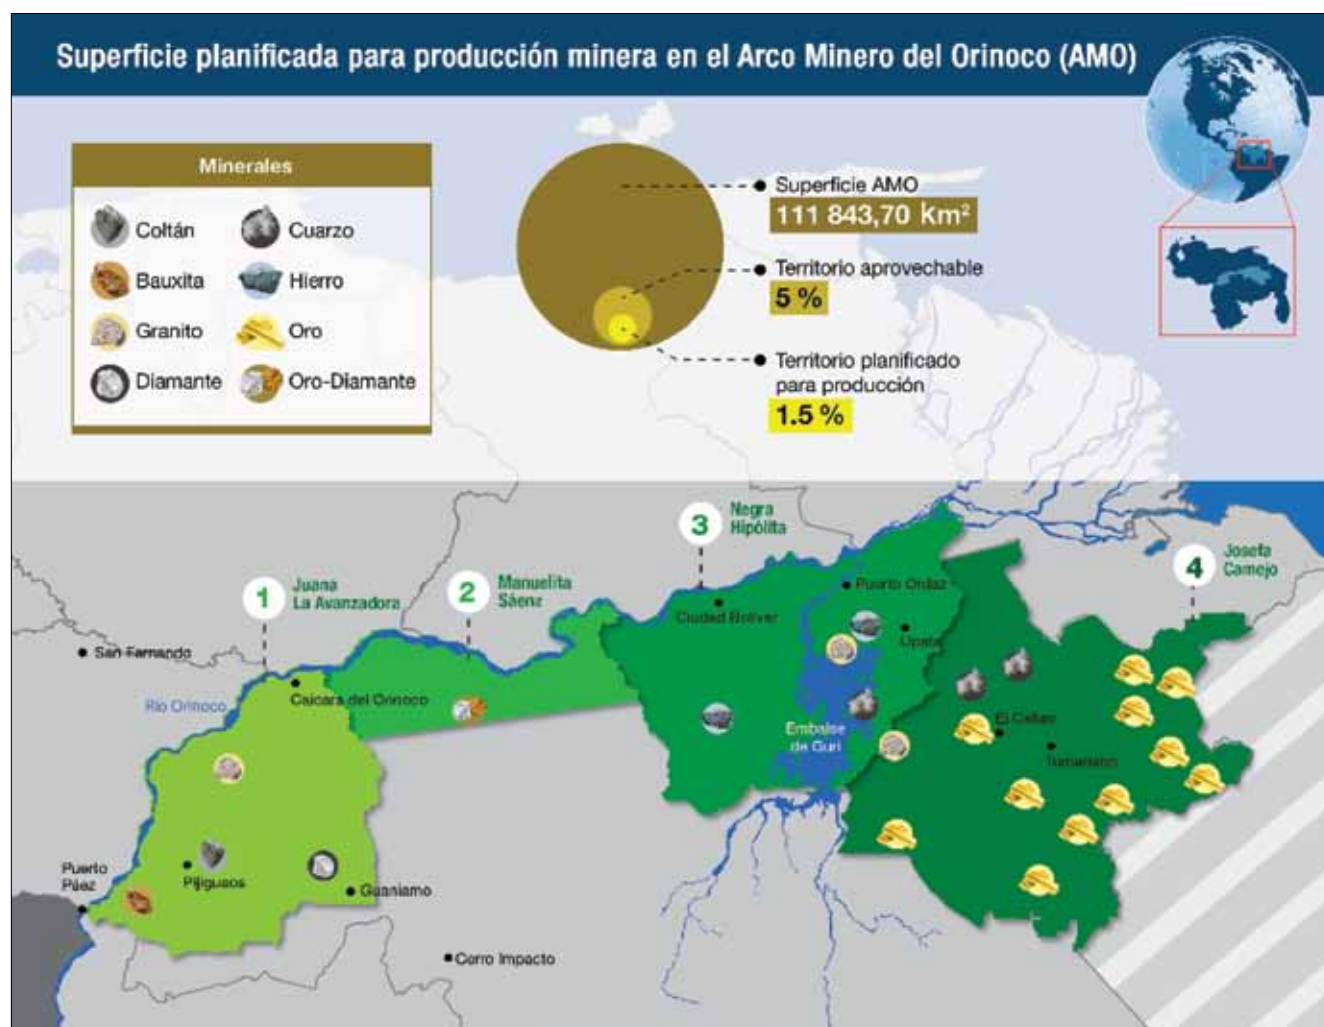 Superficie planificada para producción minera en el Arco Minero del Orinoco (AMO)
Minerales
Coltán
Cuarzo
Bauxita
Hierro
Granito
Oro
Diamante
Oro-Diamante
Superficie AMO
111 843,70 km²
Territorio aprovechable
5 %
Territorio planificado
para producción
1.5 %
1
Juana
La Avanzadora
2
Manuelita
Sáenz
3
Negra
Hipólita
4
Josefa
Camejo
San Fernando
Río Orinoco
Caicara del Orinoco
Ciudad Bolívar
Puerto Ordaz
Upata
Embalse
de Guri
El Callao
Tumeremo
Puerto
Páez
Pijiguaos
Guaniamo
Cerro Impacto